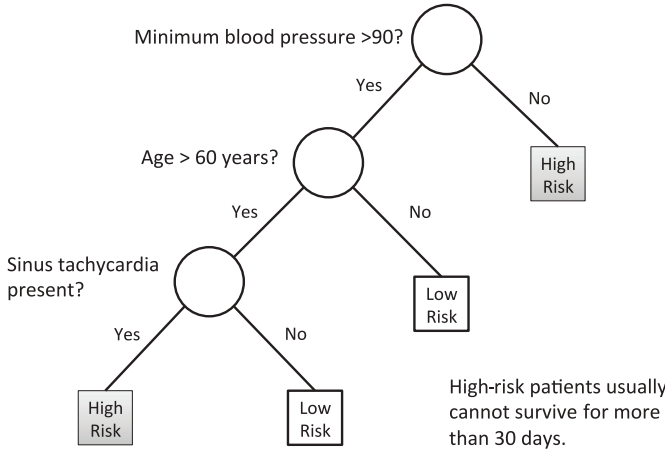 Minimum blood pressure >90?
Yes
No
Age > 60 years?
High
Risk
Yes
No
Sinus tachycardia
present?
Low
Risk
Yes
No
High
Risk
Low
Risk
High-risk patients usually
cannot survive for more
than 30 days.